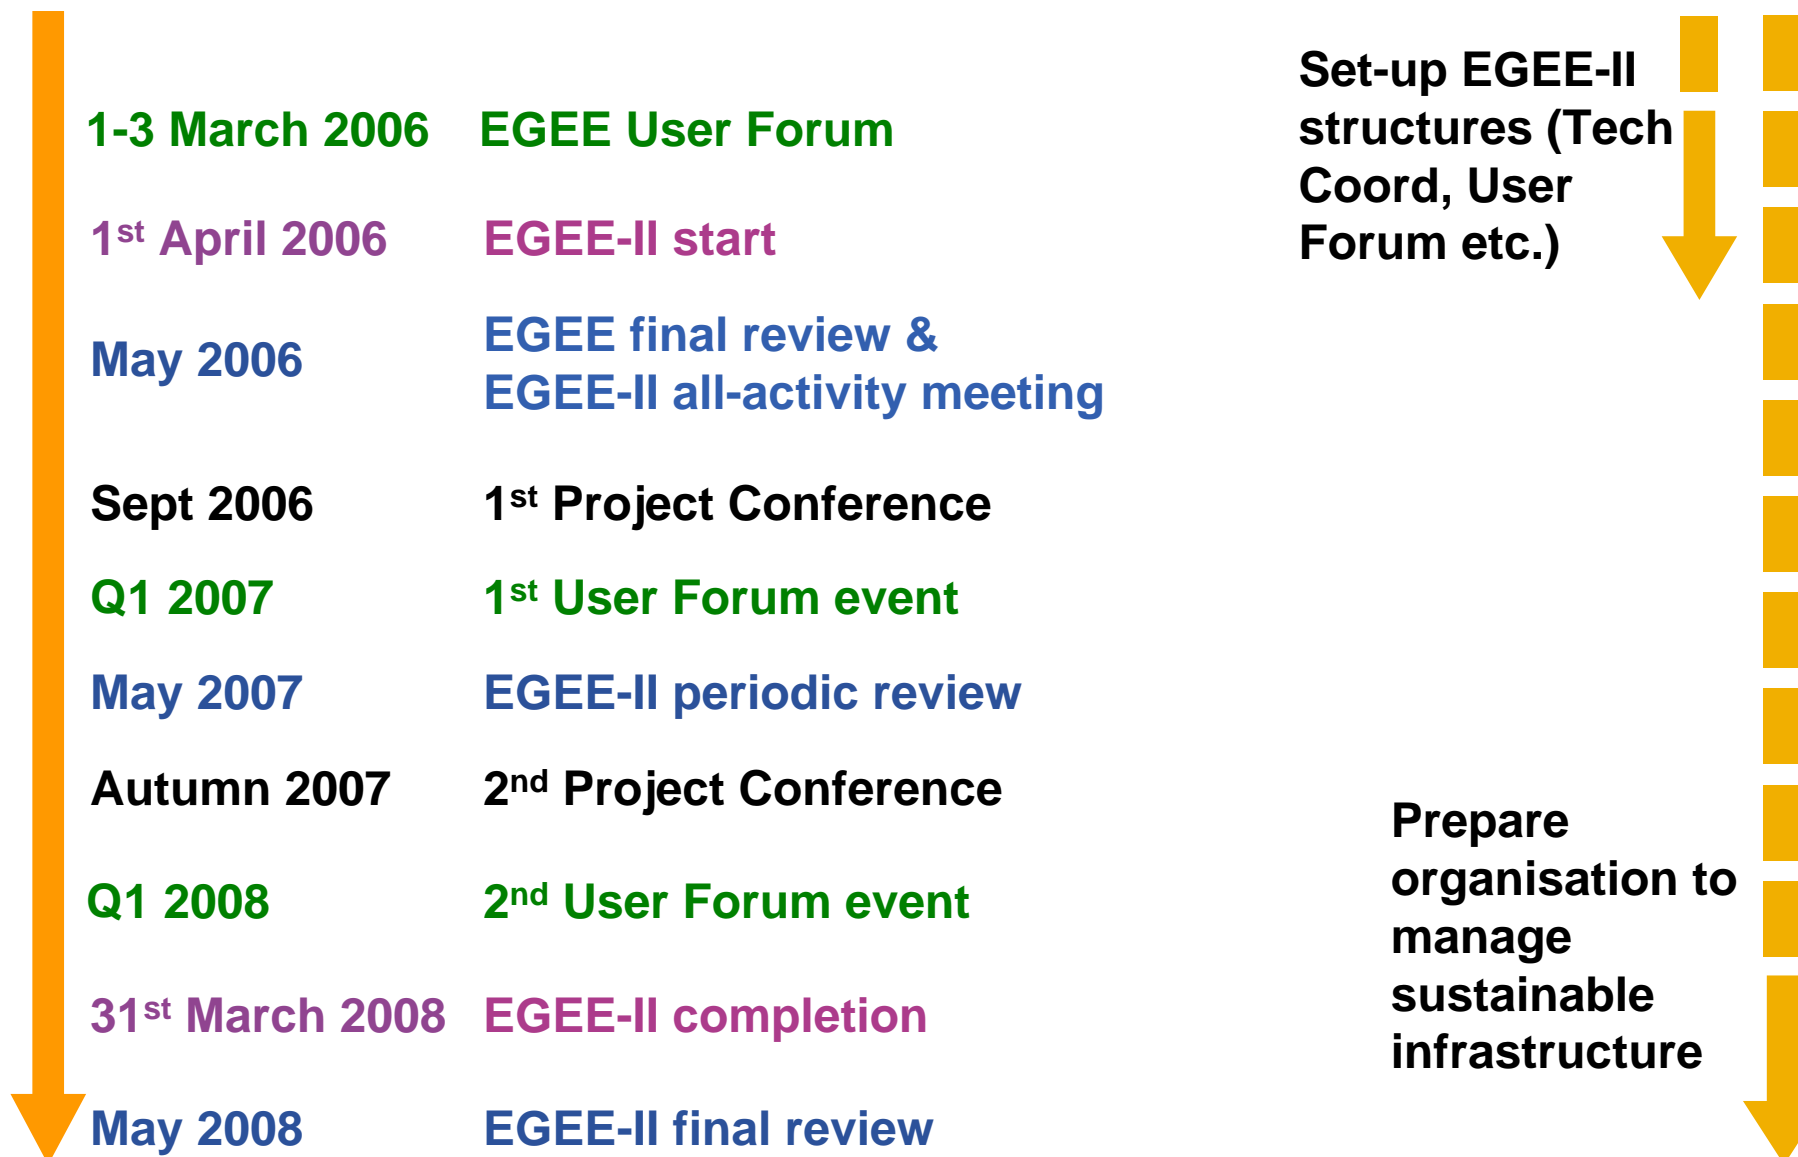 1-3 March 2006 EGEE User Forum
1st April 2006 EGEE-II start
May 2006 EGEE final review &
EGEE-II all-activity meeting
Sept 2006 1st Project Conference
Q1 2007 1st User Forum event
May 2007 EGEE-II periodic review
Autumn 2007 2nd Project Conference
Q1 2008 2nd User Forum event
31st March 2008 EGEE-II completion
May 2008 EGEE-II final review
Set-up EGEE-II
structures (Tech
Coord, User
Forum etc.)
Prepare
organisation to
manage
sustainable
infrastructure